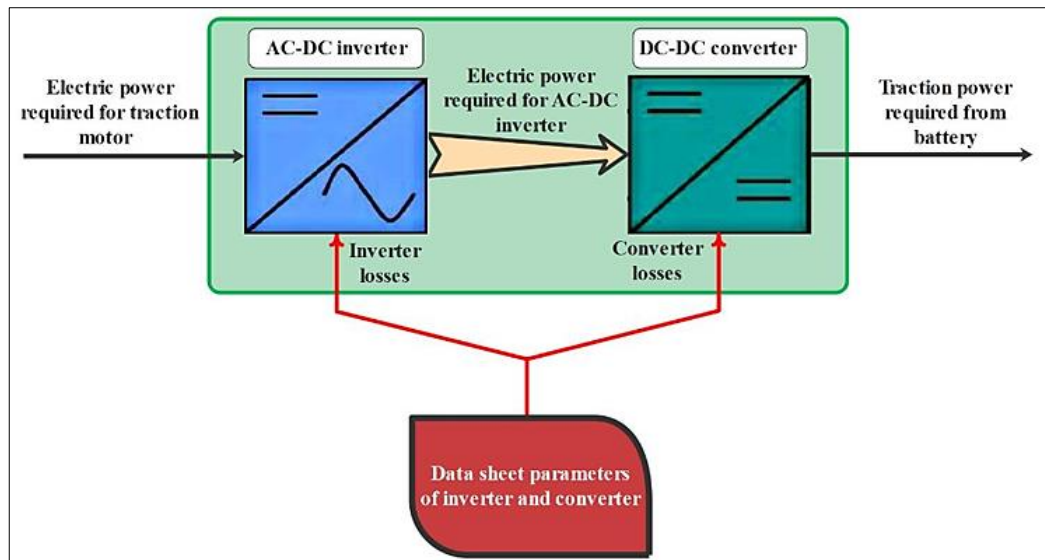 AC-DC inverter
DC-DC converter
Electric power
required for traction
motor
Electric power
required for AC-DC
inverter
Traction power
required from
battery
Inverter
losses
Converter
losses
Data sheet parameters
of inverter and converter